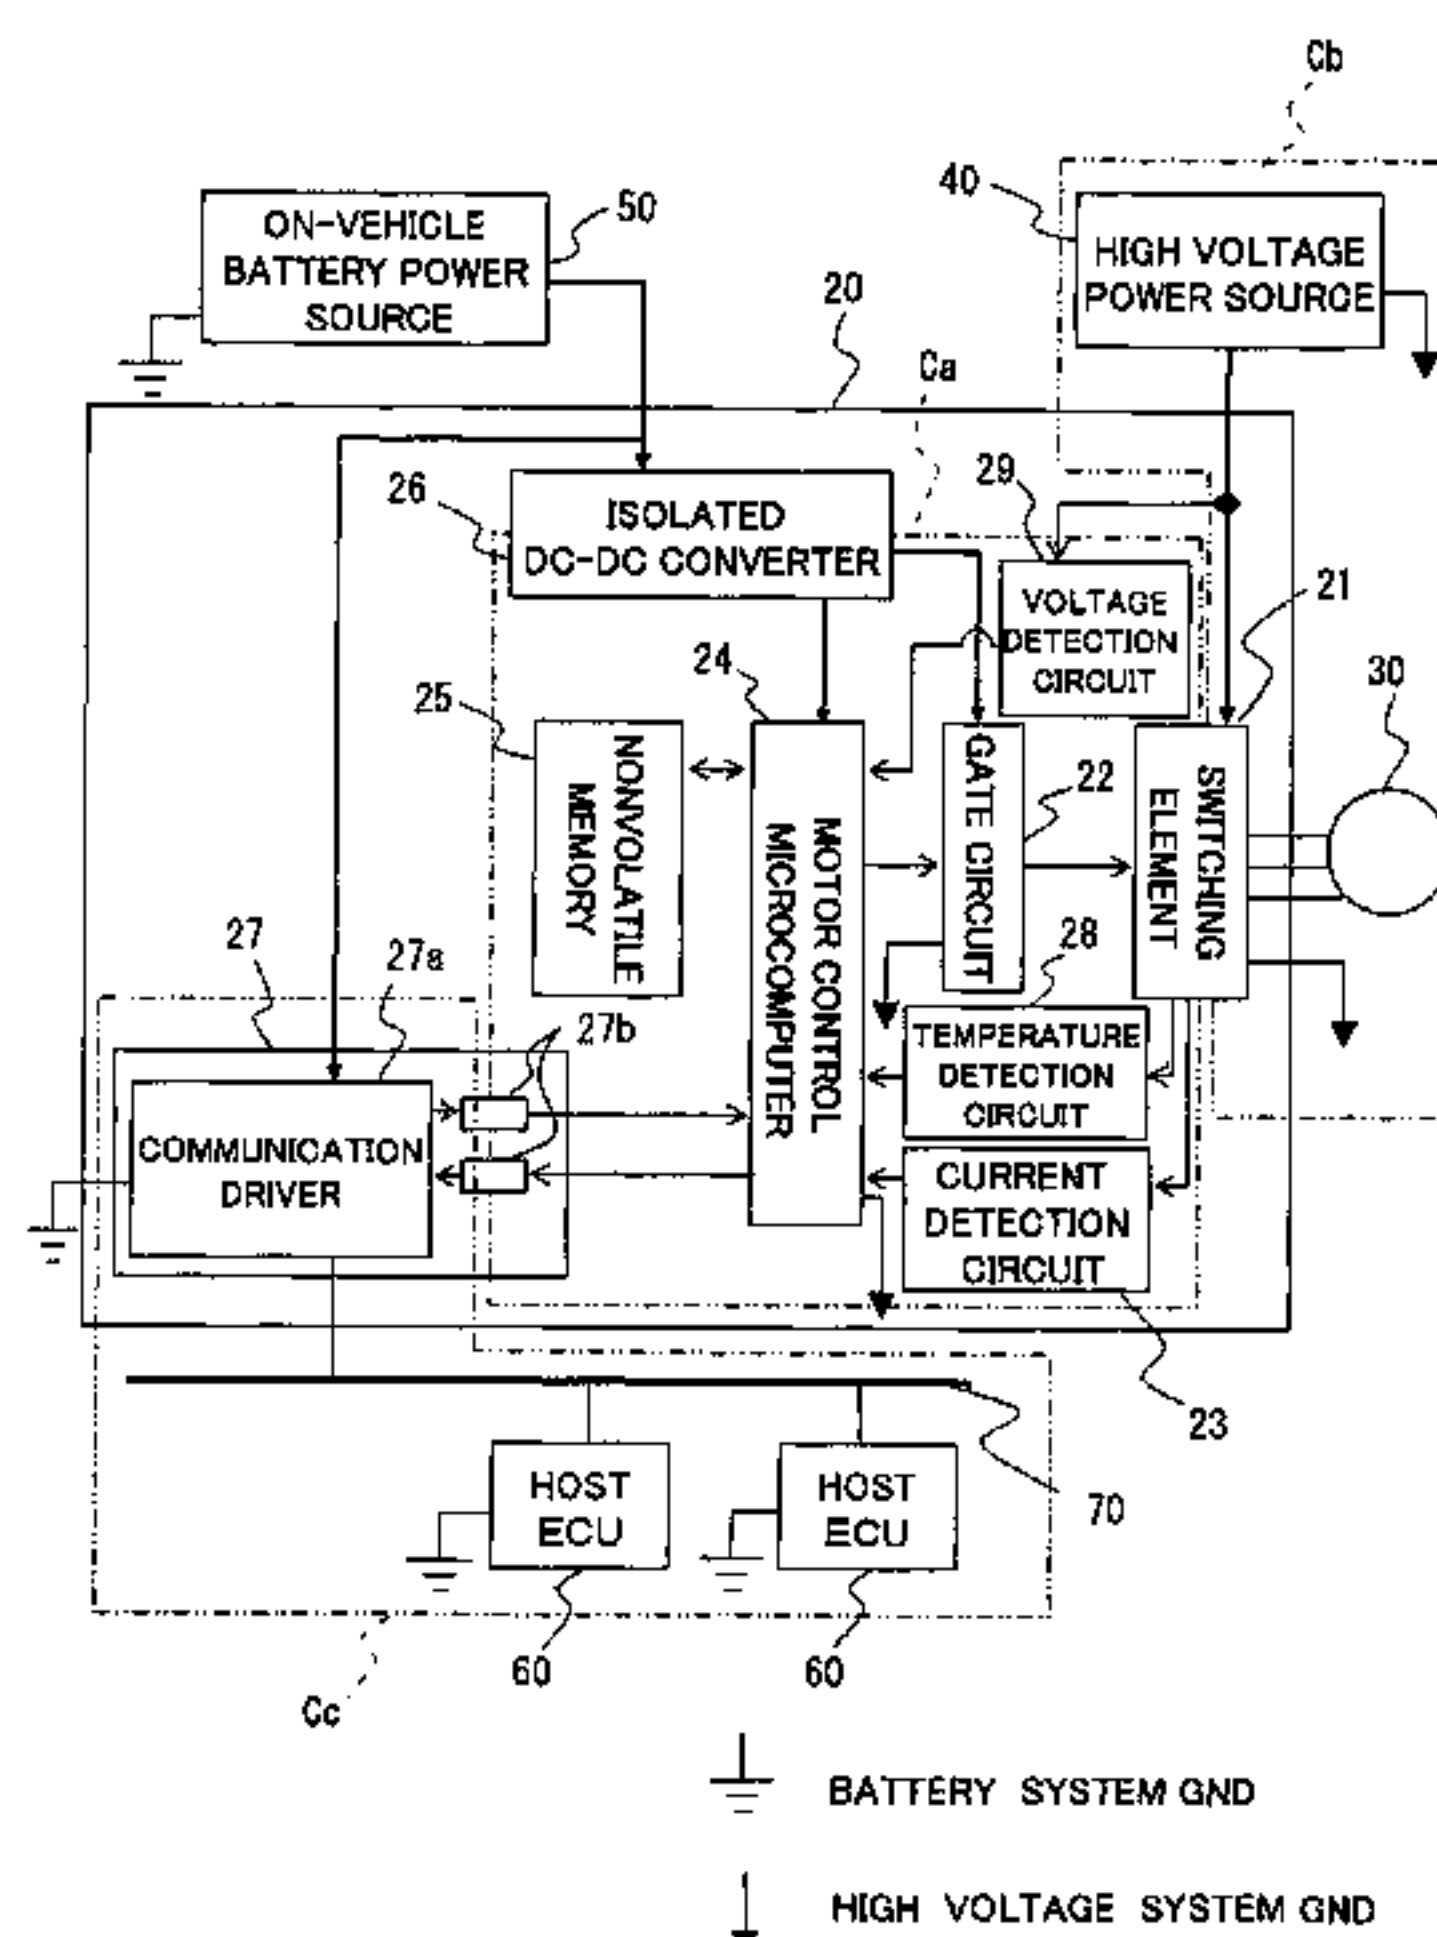 Cb
40
HIGH VOLTAGE
POWER SOURCE
ON-VEHICLE
BATTERY POWER
SOURCE
50
20
Ca
26
ISOLATED
DC-DC CONVERTER
29
VOLTAGE
DETECTION
CIRCUIT
21
30
24
25
NONVOLATILE
MEMORY
MOTOR CONTROL
MICROCOMPUTER
GATE CIRCUIT
22
SWITCHING
ELEMENT
27
27a
27b
28
TEMPERATURE
DETECTION
CIRCUIT
COMMUNICATION
DRIVER
CURRENT
DETECTION
CIRCUIT
23
70
HOST
ECU
HOST
ECU
60
60
Cc
BATTERY SYSTEM GND
HIGH VOLTAGE SYSTEM GND